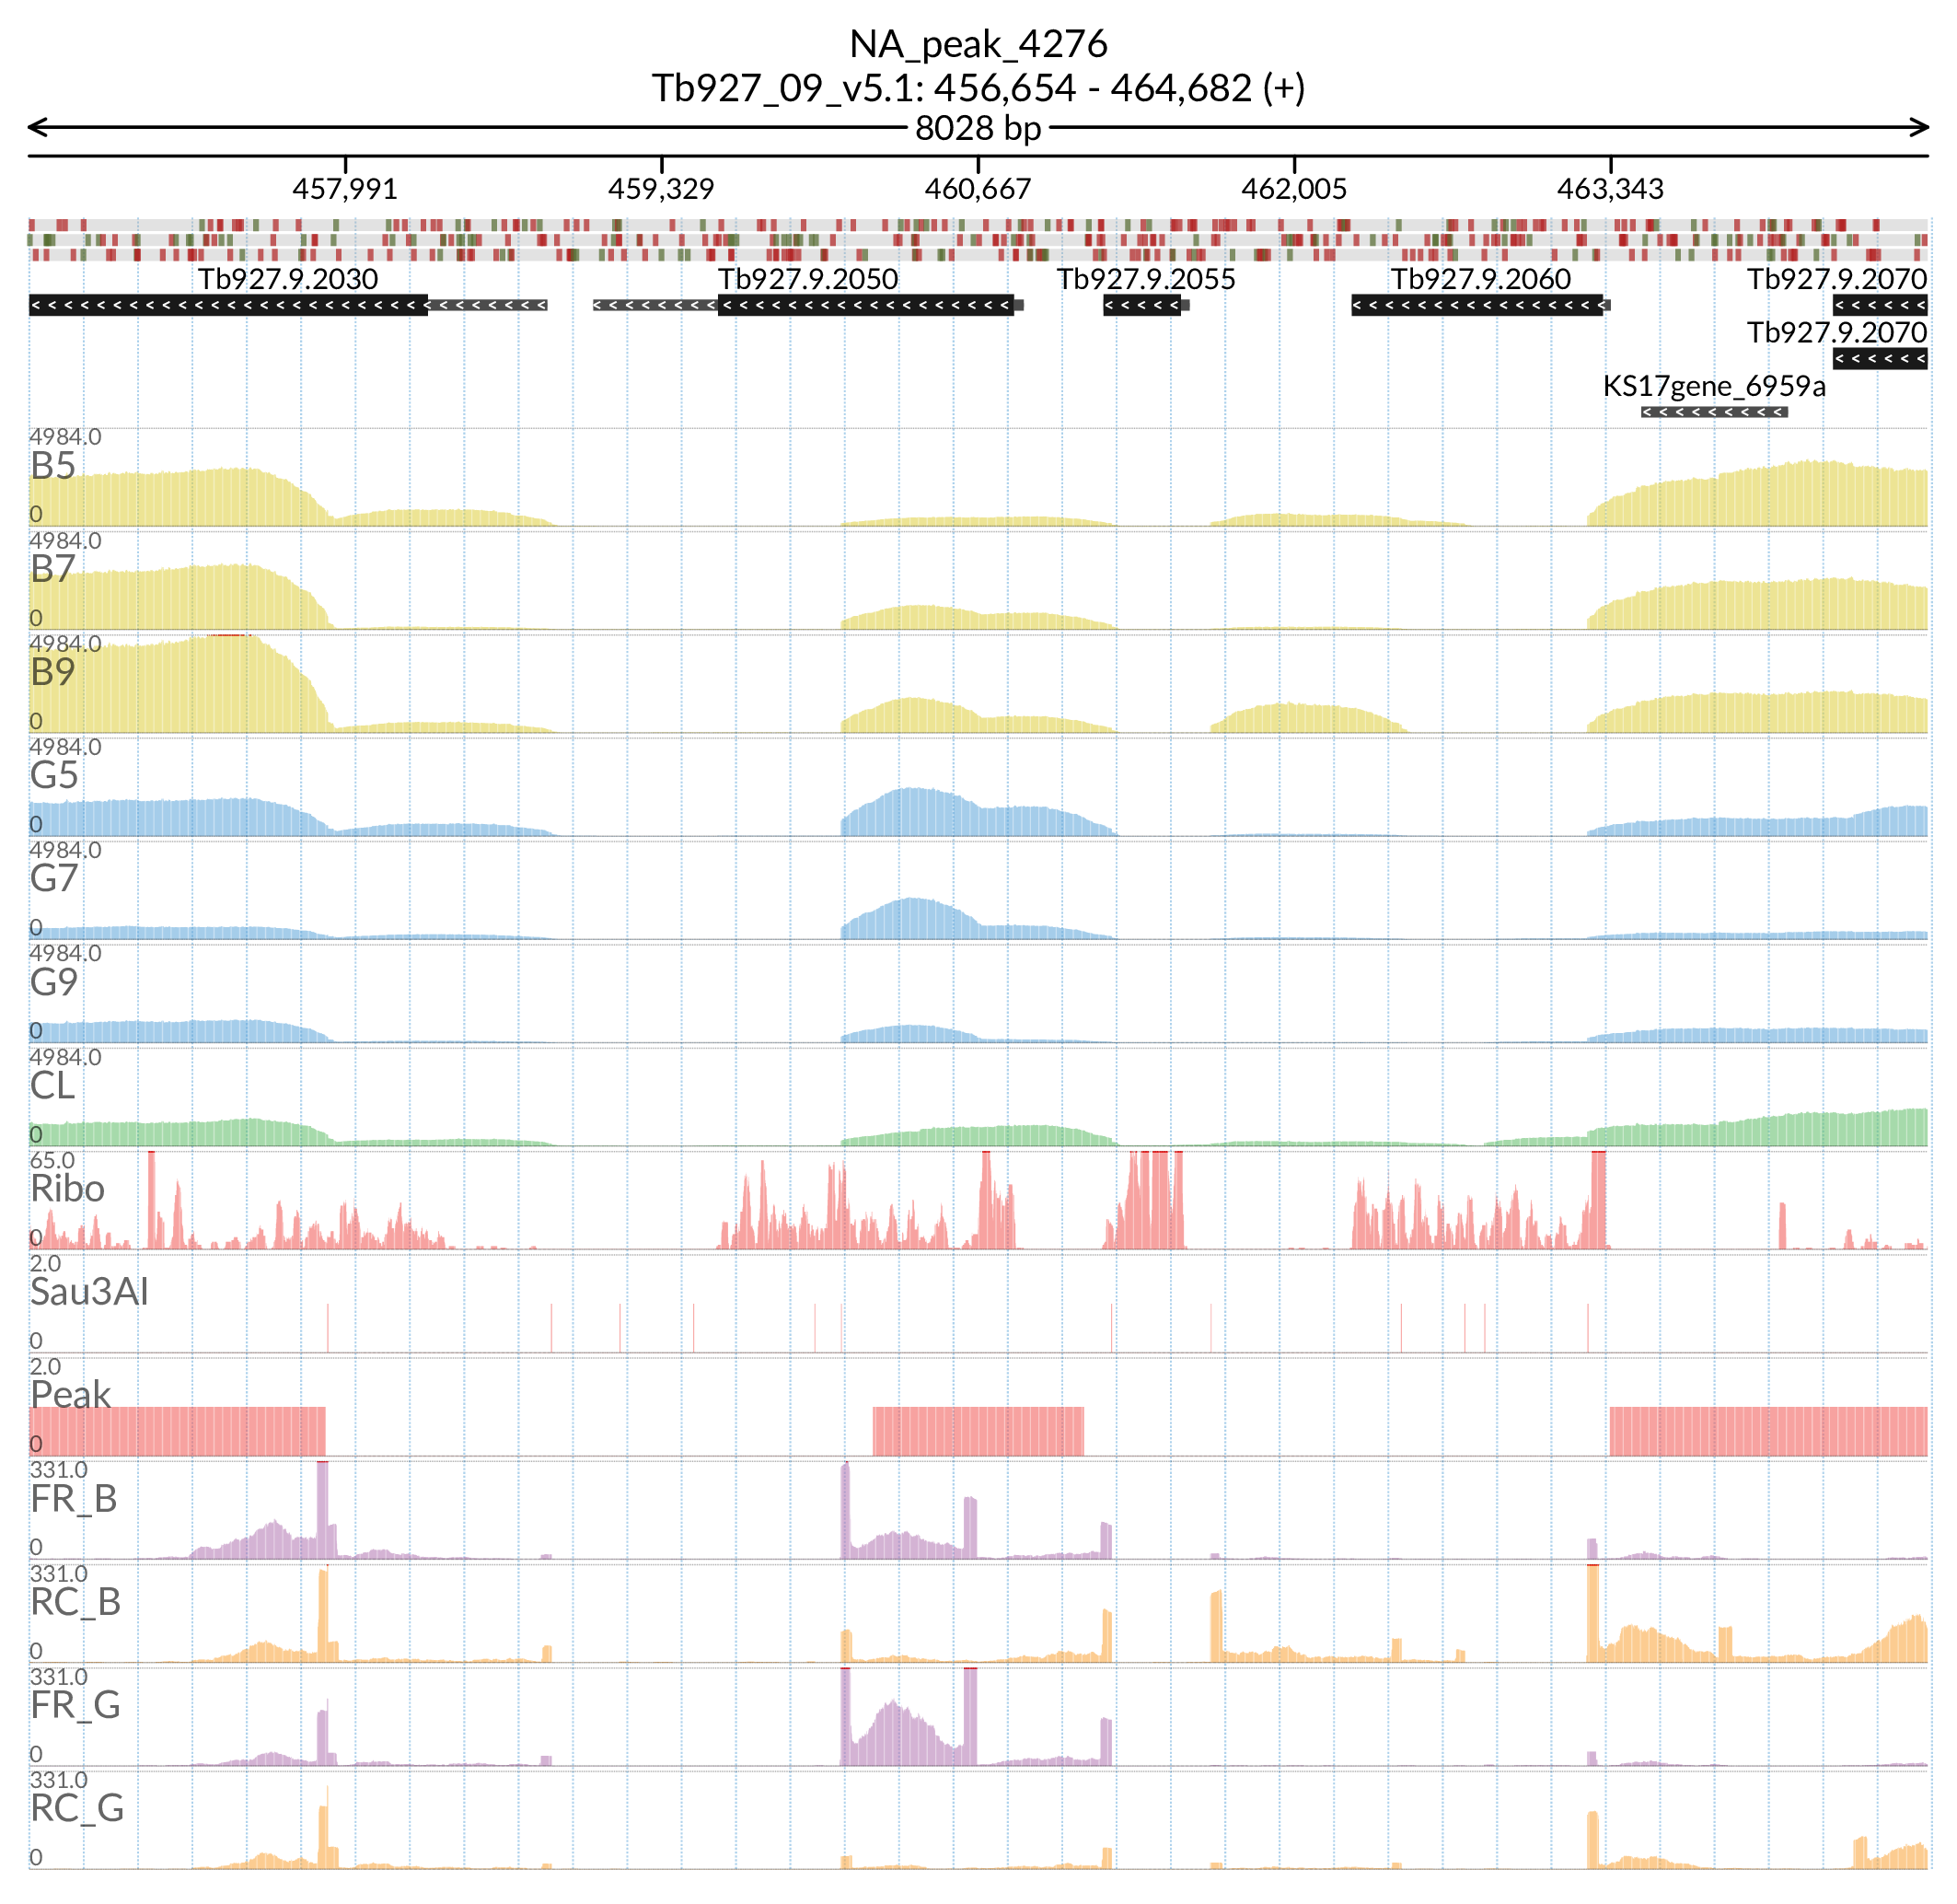 NA_peak_4276
Tb927_09_v5.1: 456,654 - 464,682 (+)
8028 bp
457,991 459,329 460,667 462,005 463,343
Tb927.9.2030 Tb927.9.2050 Tb927.9.2055 Tb927.9.2060 Tb927.9.2070
Tb927.9.2070
KS17gene_6959a
4984.0
B5
0
4984.0
B7
0
4984.0
B9
0
4984.0
G5
0
4984.0
G7
0
4984.0
G9
0
4984.0
CL
0
65.0
Ribo
0
2.0
Sau3AI
0
2.0
Peak
0
331.0
FR_B
0
331.0
RC_B
0
331.0
FR_G
0
331.0
RC_G
0